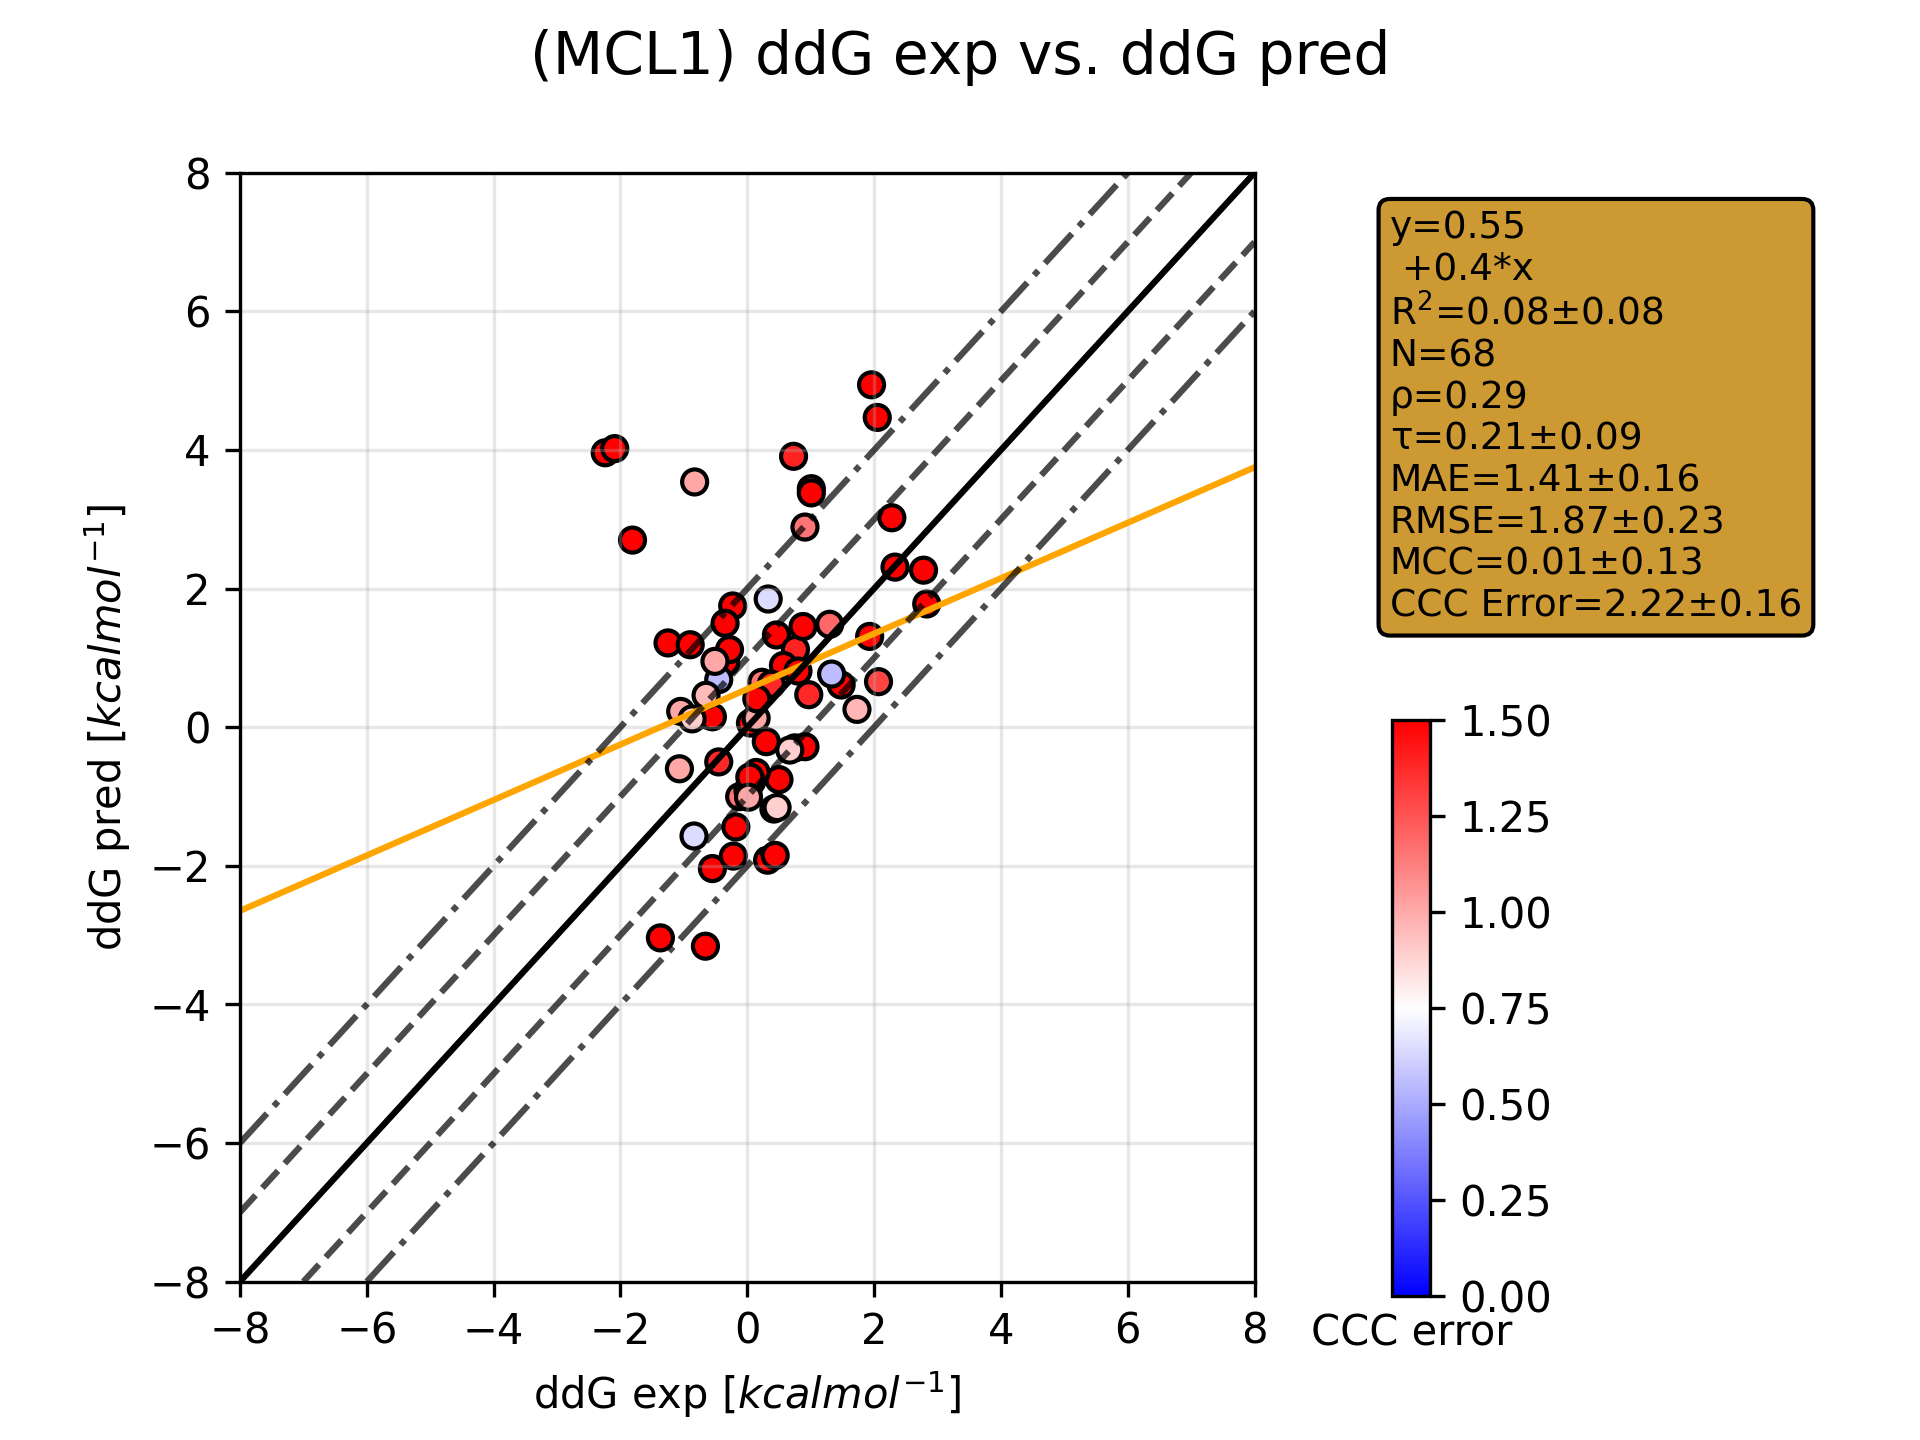 (MCL1) ddG exp vs. ddG pred
8
6
4
2
0
−2
−4
−6
−8
ddG pred [kcalmol⁻¹]
−8 −6 −4 −2 0 2 4 6 8
ddG exp [kcalmol⁻¹]
y=0.55
+0.4*x
R²=0.08±0.08
N=68
ρ=0.29
τ=0.21±0.09
MAE=1.41±0.16
RMSE=1.87±0.23
MCC=0.01±0.13
CCC Error=2.22±0.16
1.50
1.25
1.00
0.75
0.50
0.25
0.00
CCC error